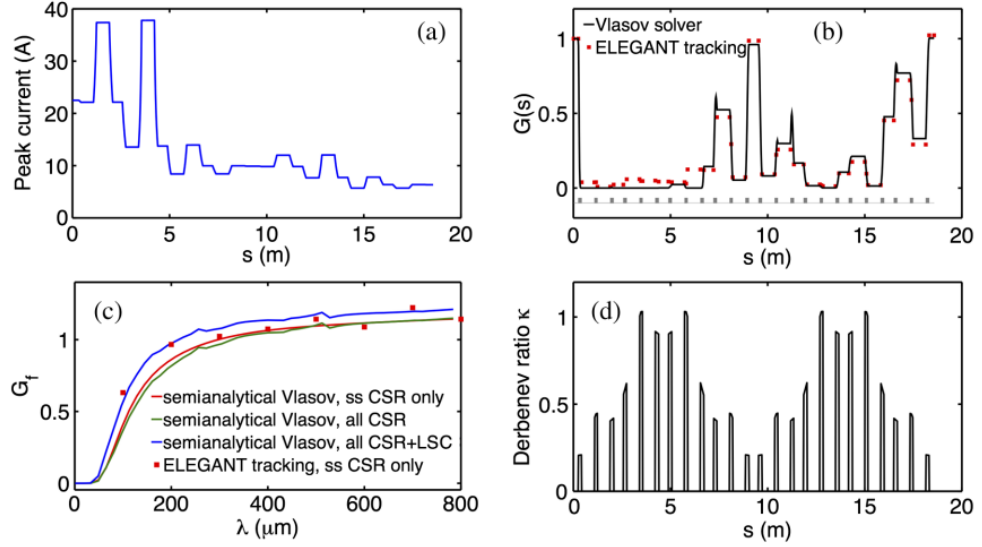 (a)
Peak current (A)
40
30
20
10
0
0 5 10 15 20
s (m)
(b)
Vlasov solver
ELEGANT tracking
G(s)
1
0.5
0
0 5 10 15 20
s (m)
(c)
G_f
1
0.5
0
semianalytical Vlasov, ss CSR only
semianalytical Vlasov, all CSR
semianalytical Vlasov, all CSR+LSC
ELEGANT tracking, ss CSR only
0 200 400 600 800
λ (μm)
(d)
Derbenev ratio κ
1
0.5
0
0 5 10 15 20
s (m)